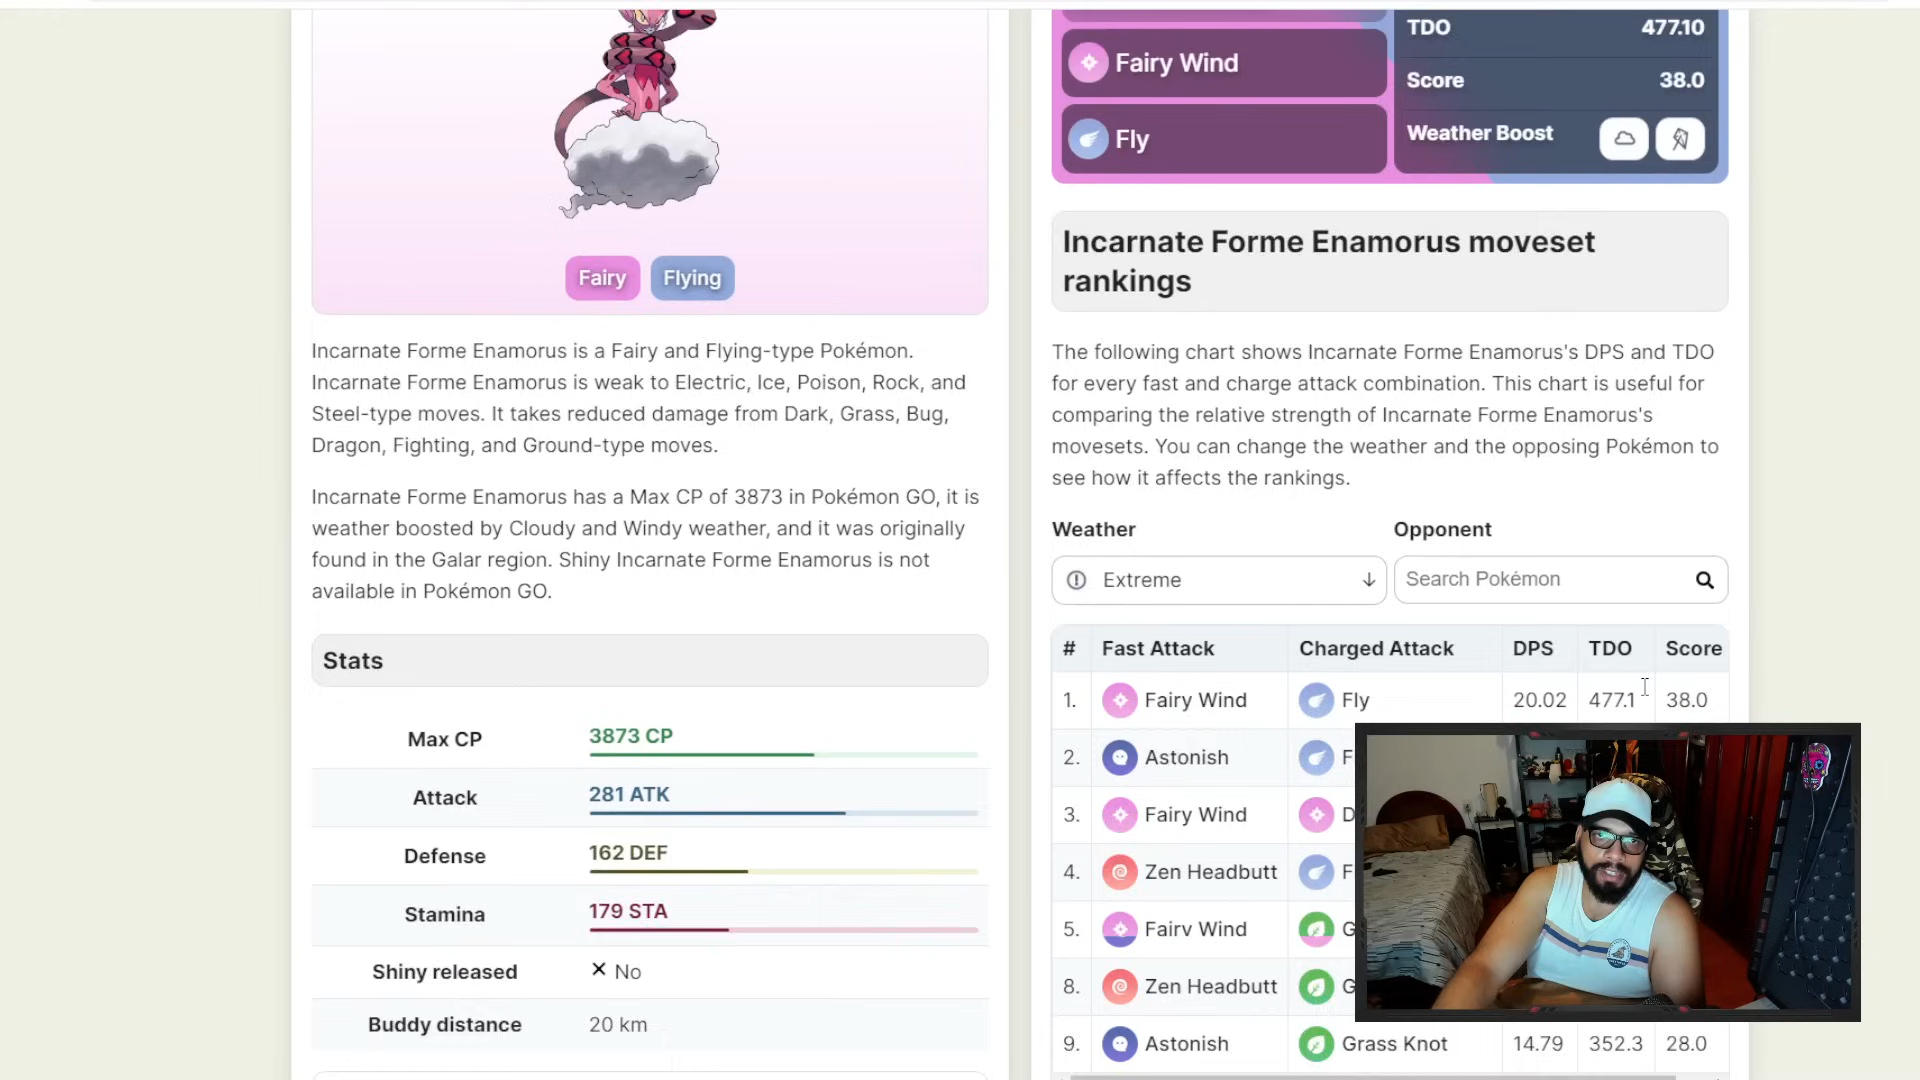 Fairy Flying
Incarnate Forme Enamorus is a Fairy and Flying-type Pokémon.
Incarnate Forme Enamorus is weak to Electric, Ice, Poison, Rock, and
Steel-type moves. It takes reduced damage from Dark, Grass, Bug,
Dragon, Fighting, and Ground-type moves.
Incarnate Forme Enamorus has a Max CP of 3873 in Pokémon GO, it is
weather boosted by Cloudy and Windy weather, and it was originally
found in the Galar region. Shiny Incarnate Forme Enamorus is not
available in Pokémon GO.
Stats
Max CP 3873 CP
Attack 281 ATK
Defense 162 DEF
Stamina 179 STA
Shiny released No
Buddy distance 20 km
TDO 477.10
Fairy Wind
Score 38.0
Fly
Weather Boost
Incarnate Forme Enamorus moveset
rankings
The following chart shows Incarnate Forme Enamorus's DPS and TDO
for every fast and charge attack combination. This chart is useful for
comparing the relative strength of Incarnate Forme Enamorus's
movesets. You can change the weather and the opposing Pokémon to
see how it affects the rankings.
Weather Opponent
Extreme Search Pokémon
# Fast Attack Charged Attack DPS TDO Score
1. Fairy Wind Fly 20.02 477.1 38.0
2. Astonish F
3. Fairy Wind D
4. Zen Headbutt F
5. Fairy Wind G
8. Zen Headbutt G
9. Astonish Grass Knot 14.79 352.3 28.0